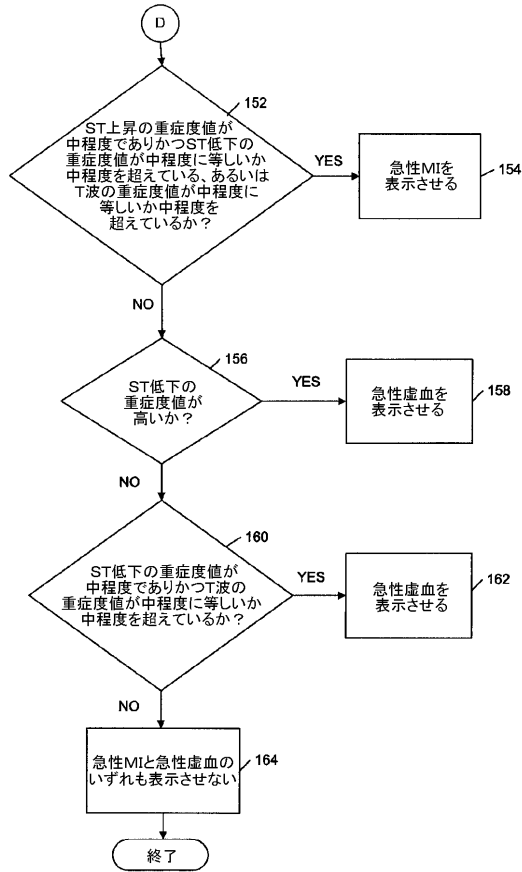 D
152
ST上昇の重症度値が
中程度でありかつST低下の
重症度値が中程度に等しいか
中程度を超えている、あるいは
T波の重症度値が中程度に
等しいか中程度を
超えているか？
YES
急性MIを
表示させる
154
NO
156
ST低下の
重症度値が
高いか？
YES
急性虚血を
表示させる
158
NO
160
ST低下の重症度値が
中程度でありかつT波の
重症度値が中程度に等しいか
中程度を超えているか？
YES
急性虚血を
表示させる
162
NO
急性MIと急性虚血の
いずれも表示させない
164
終了